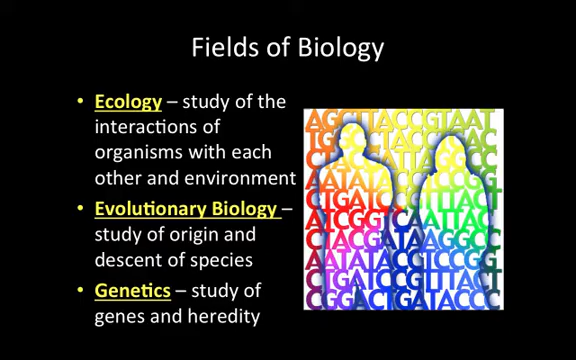 Fields of Biology
• Ecology – study of the
interactions of
organisms with each
other and environment
• Evolutionary Biology –
study of origin and
descent of species
• Genetics – study of
genes and heredity